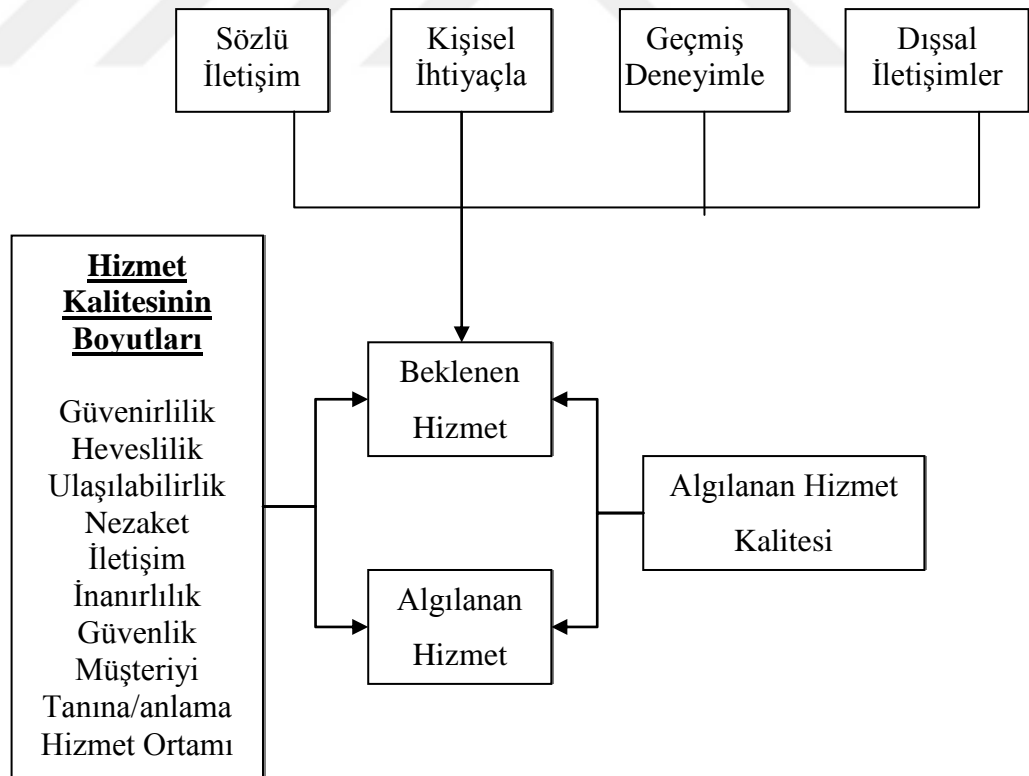 Sözlü
İletişim
Kişisel
İhtiyaçla
Geçmiş
Deneyimle
Dışsal
İletişimler
Hizmet
Kalitesinin
Boyutları
Güvenirlilik
Heveslilik
Ulaşılabilirlik
Nezaket
İletişim
İnanırlılık
Güvenlik
Müşteriyi
Tanına/anlama
Hizmet Ortamı
Beklenen
Hizmet
Algılanan
Hizmet
Algılanan Hizmet
Kalitesi